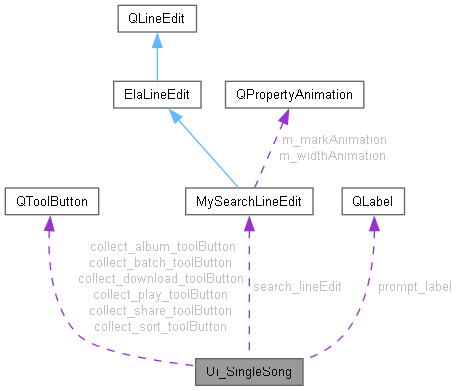 QLineEdit
ElaLineEdit
QPropertyAnimation
m_markAnimation
m_widthAnimation
QToolButton
MySearchLineEdit
QLabel
collect_album_toolButton
collect_batch_toolButton
collect_download_toolButton
collect_play_toolButton
collect_share_toolButton
collect_sort_toolButton
search_lineEdit
prompt_label
Ui_SingleSong